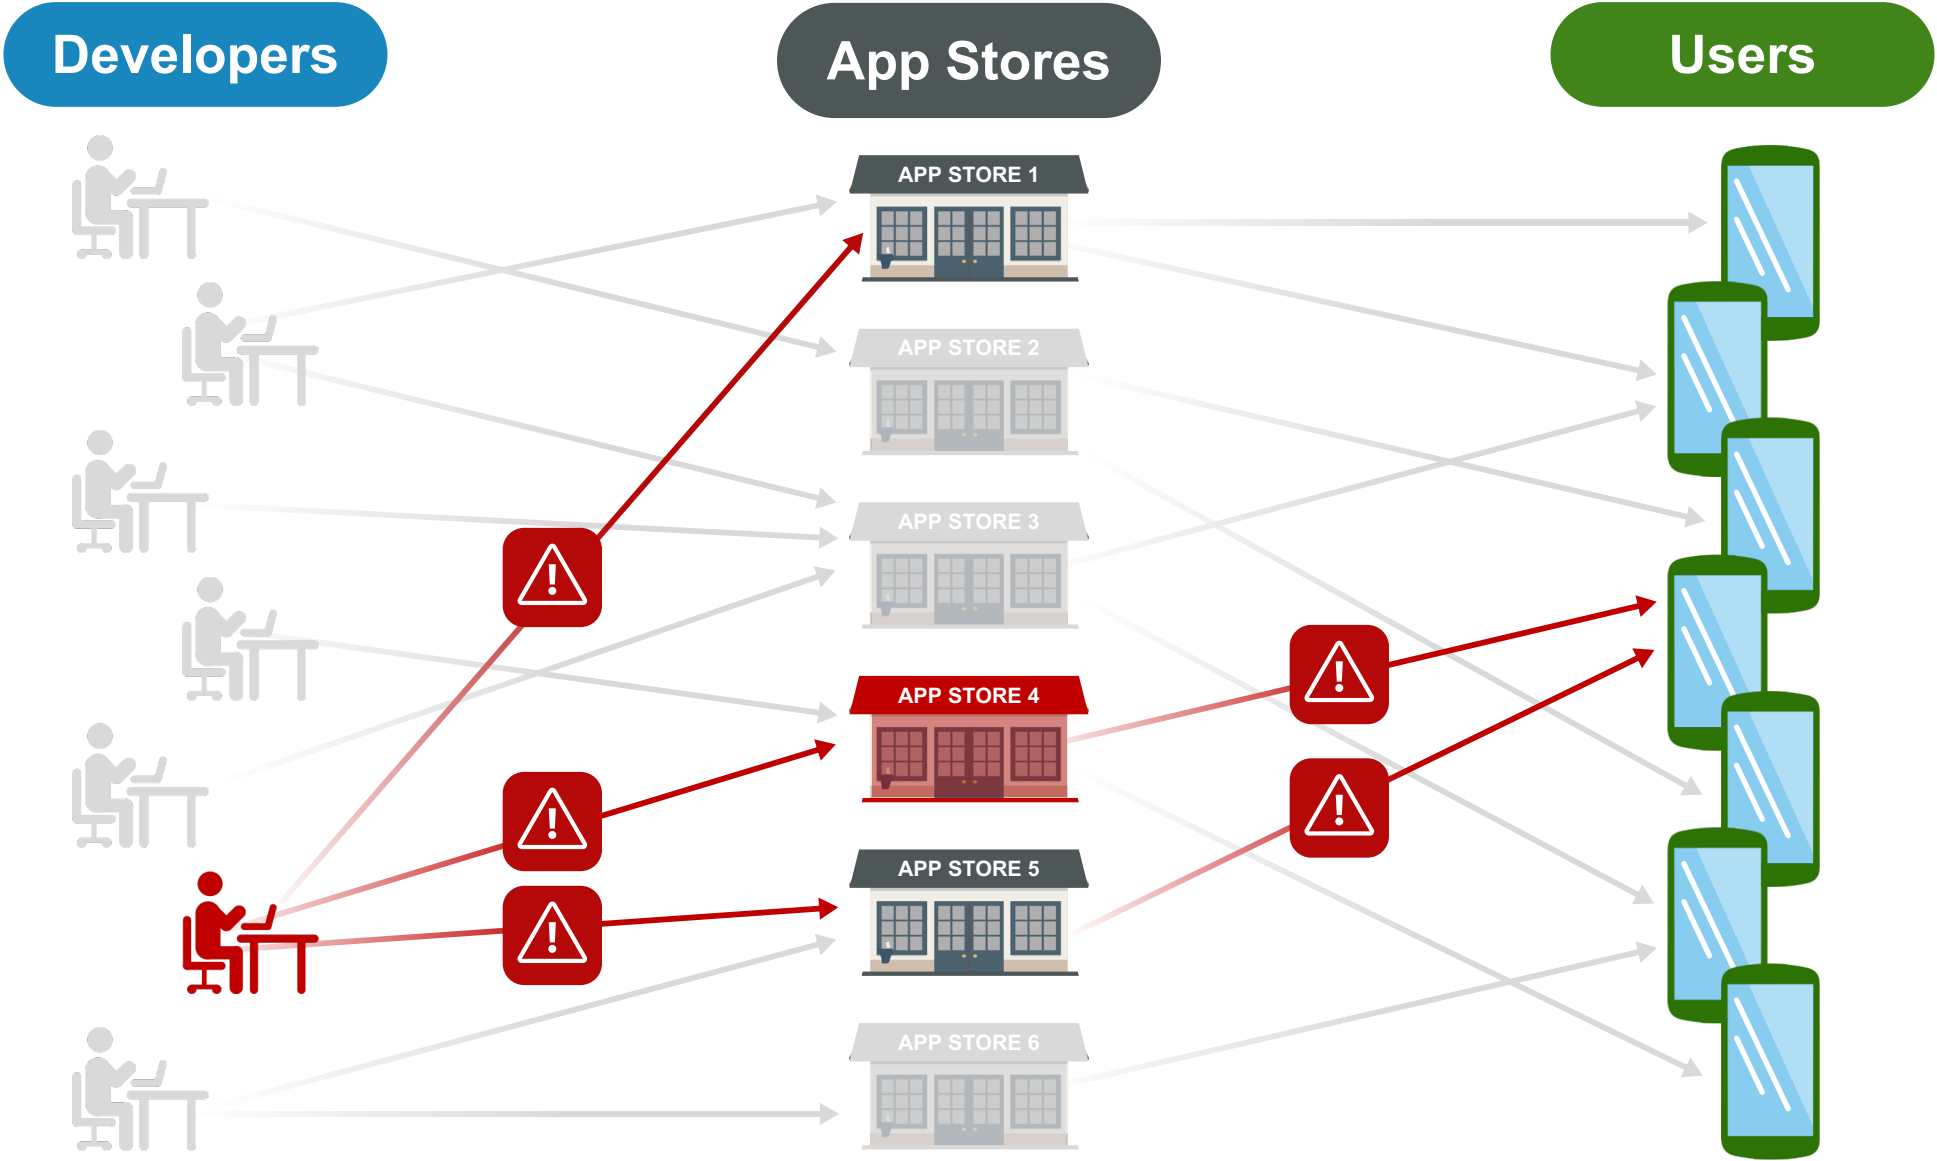 Developers
App Stores
Users
APP STORE 1
APP STORE 2
APP STORE 3
APP STORE 4
APP STORE 5
APP STORE 6